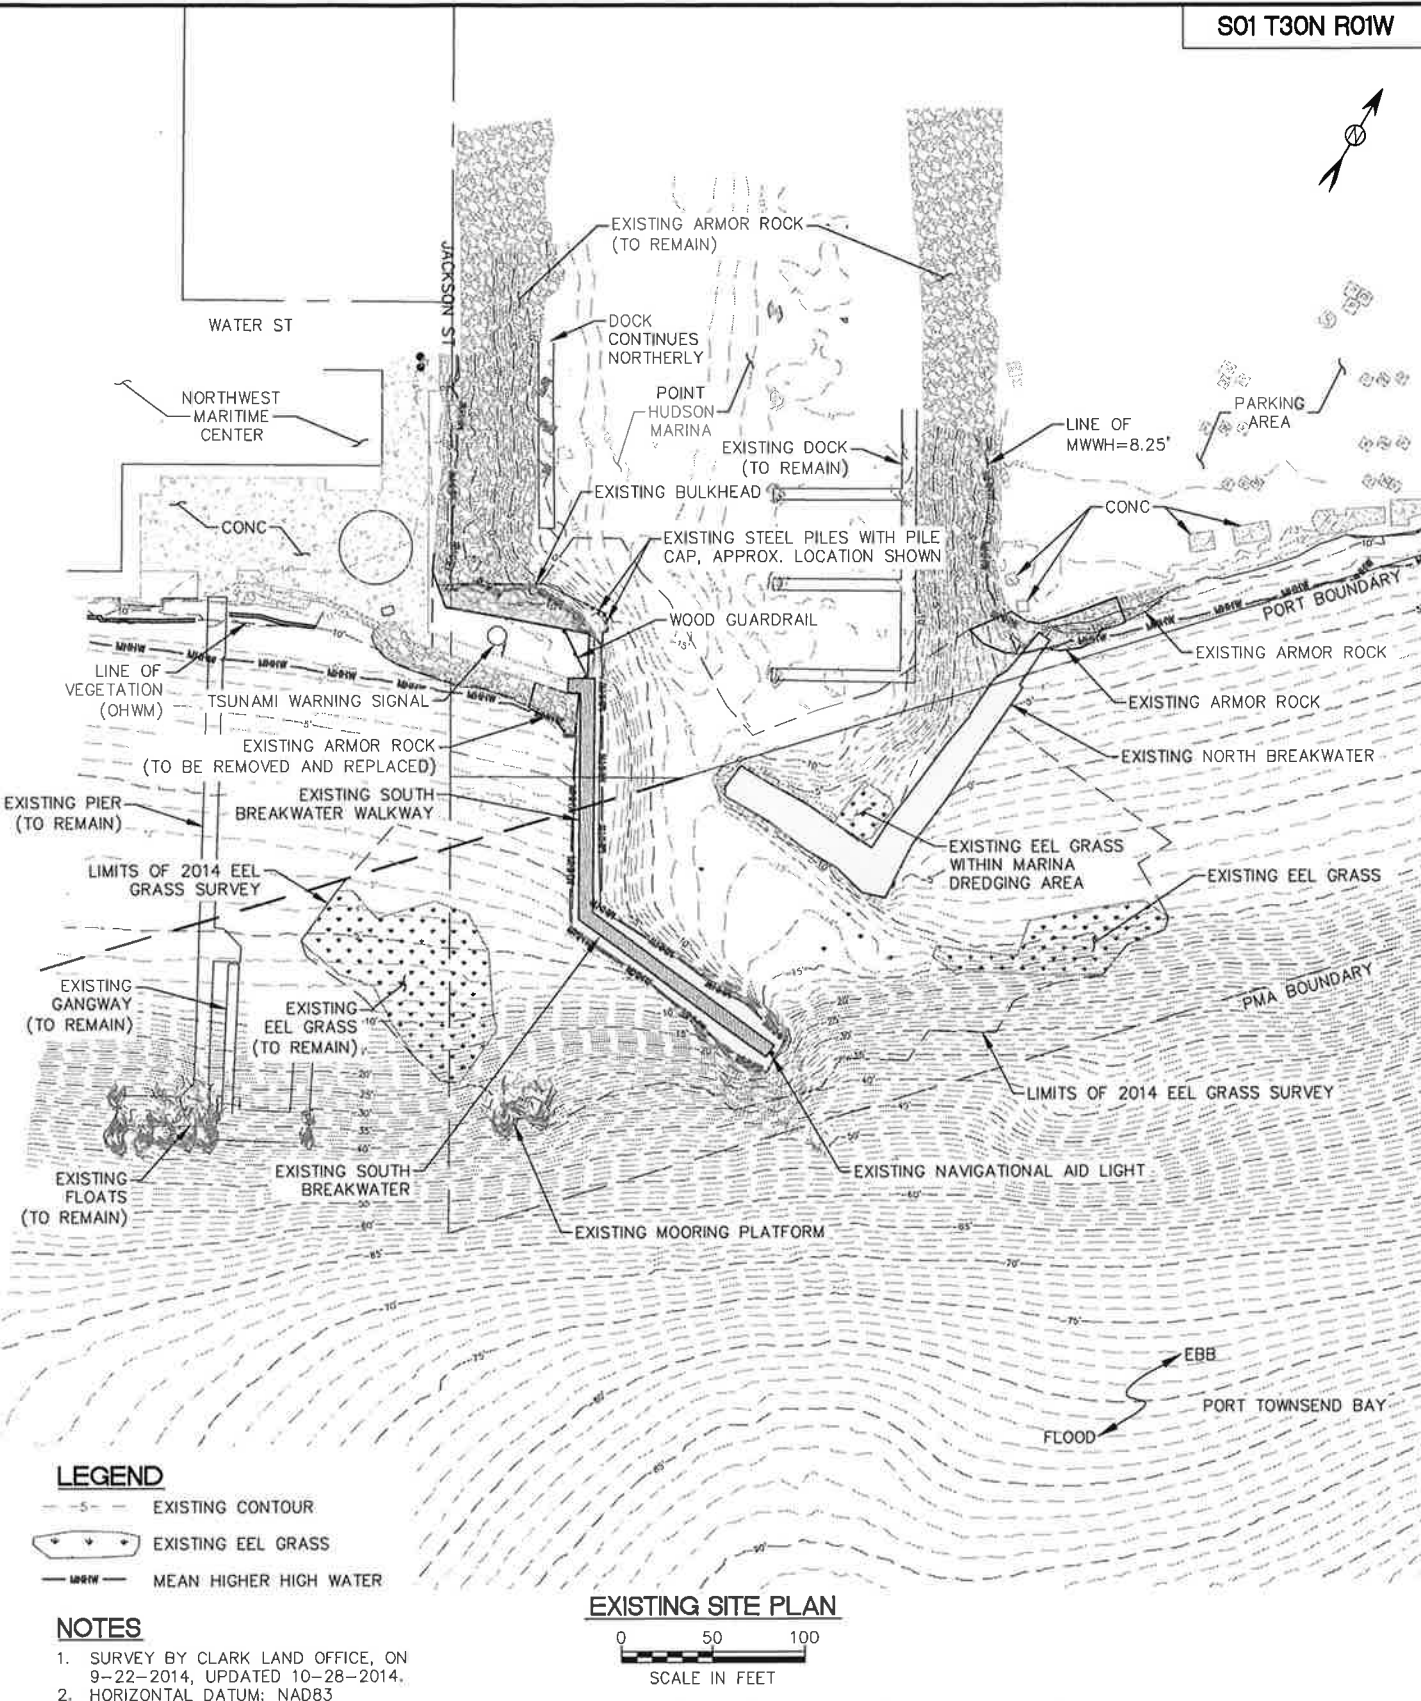 S01 T30N R01W
EXISTING ARMOR ROCK
(TO REMAIN)
JACKSON ST
WATER ST
DOCK
CONTINUES
NORTHERLY
NORTHWEST
MARITIME
CENTER
POINT
HUDSON
MARINA
PARKING
AREA
LINE OF
MWWH=8.25'
EXISTING DOCK
(TO REMAIN)
EXISTING BULKHEAD
CONC
CONC
EXISTING STEEL PILES WITH PILE
CAP, APPROX. LOCATION SHOWN
PORT BOUNDARY
WOOD GUARDRAIL
EXISTING ARMOR ROCK
LINE OF
VEGETATION
(OHWM)
TSUNAMI WARNING SIGNAL
EXISTING ARMOR ROCK
EXISTING ARMOR ROCK
(TO BE REMOVED AND REPLACED)
EXISTING NORTH BREAKWATER
EXISTING SOUTH
BREAKWATER WALKWAY
EXISTING PIER
(TO REMAIN)
EXISTING EEL GRASS
WITHIN MARINA
DREDGING AREA
LIMITS OF 2014 EEL
GRASS SURVEY
EXISTING EEL GRASS
EXISTING
GANGWAY
(TO REMAIN)
PMA BOUNDARY
EXISTING
EEL GRASS
(TO REMAIN)
LIMITS OF 2014 EEL GRASS SURVEY
EXISTING
FLOATS
(TO REMAIN)
EXISTING SOUTH
BREAKWATER
EXISTING NAVIGATIONAL AID LIGHT
EXISTING MOORING PLATFORM
EBB
PORT TOWNSEND BAY
FLOOD
LEGEND
-5- EXISTING CONTOUR
EXISTING EEL GRASS
MHHW MEAN HIGHER HIGH WATER
EXISTING SITE PLAN
0 50 100
SCALE IN FEET
NOTES
1. SURVEY BY CLARK LAND OFFICE, ON
9-22-2014, UPDATED 10-28-2014.
2. HORIZONTAL DATUM: NAD83